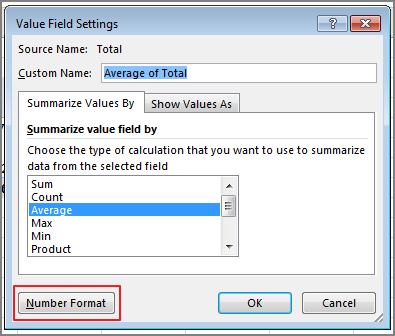 Value Field Settings
Source Name: Total
Custom Name: Average of Total
Summarize Values By Show Values As
Summarize value field by
Choose the type of calculation that you want to use to summarize
data from the selected field
Sum
Count
Average
Max
Min
Product
Number Format OK Cancel